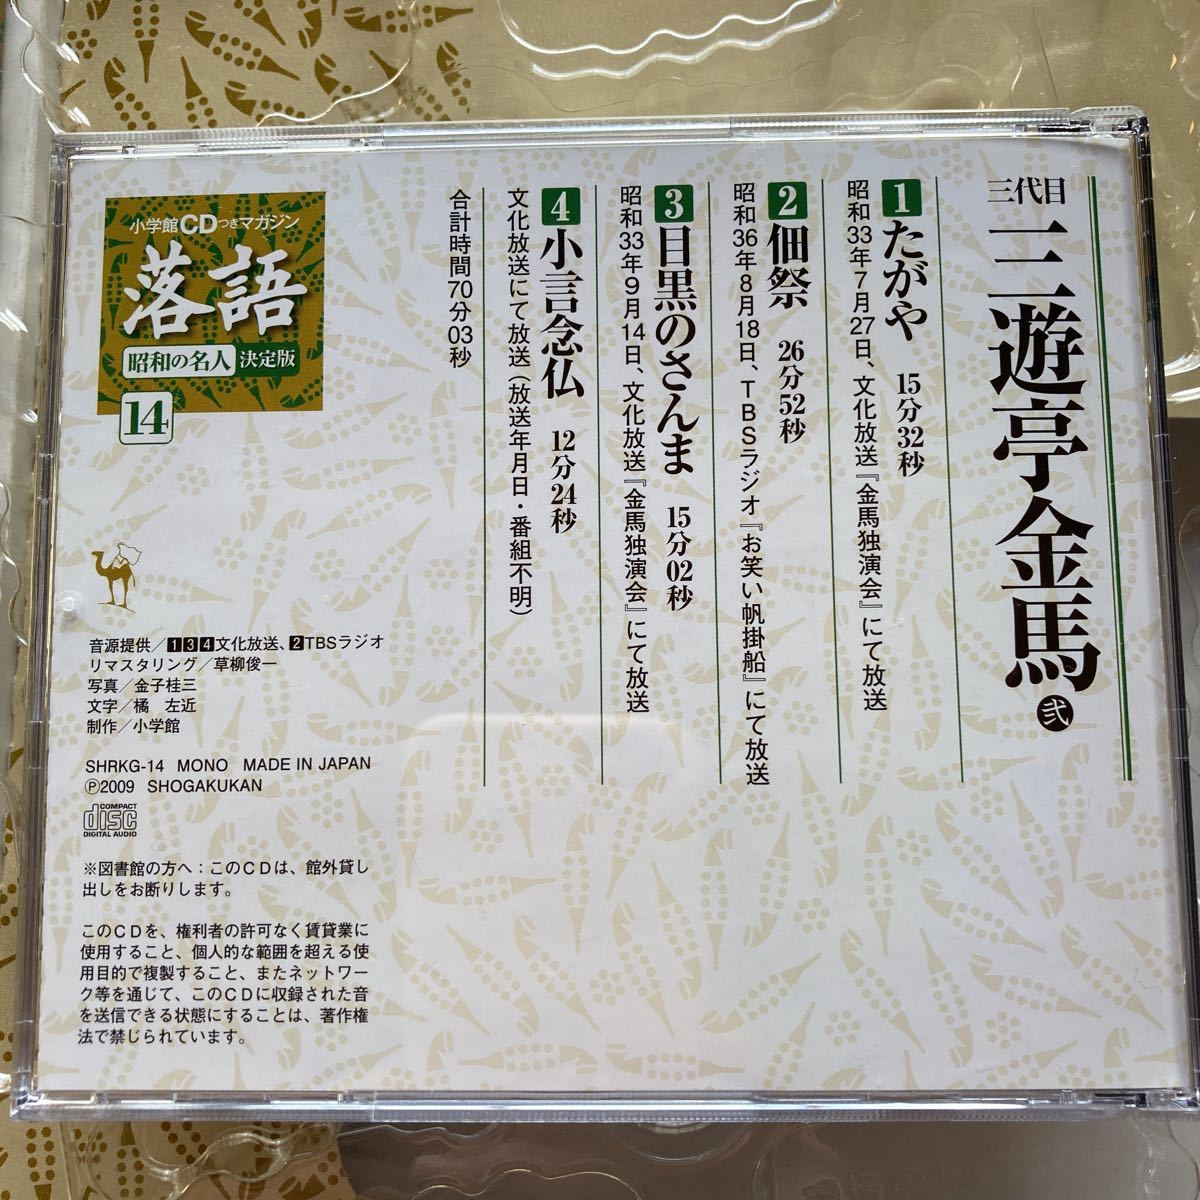 三代目
三遊亭金馬 弐
1 たがや 15分32秒
昭和33年7月27日、文化放送『金馬独演会』にて放送
2 佃祭 26分52秒
昭和36年8月18日、TBSラジオ『お笑い帆掛船』にて放送
3 目黒のさんま 15分02秒
昭和33年9月14日、文化放送『金馬独演会』にて放送
4 小言念仏 12分24秒
文化放送にて放送（放送年月日・番組不明）
合計時間70分03秒
小学館CDつきマガジン
落語
昭和の名人 決定版
14
音源提供／1 3 4文化放送、2TBSラジオ
リマスタリング／草柳俊一
写真／金子桂三
文字／橘 左近
制作／小学館
SHRKG-14 MONO MADE IN JAPAN
Ⓟ2009 SHOGAKUKAN
COMPACT
disc
DIGITAL AUDIO
※図書館の方へ：このCDは、館外貸し
出しをお断りします。
このCDを、権利者の許可なく賃貸業に
使用すること、個人的な範囲を超える使
用目的で複製すること、またネットワー
ク等を通じて、このCDに収録された音
を送信できる状態にすることは、著作権
法で禁じられています。